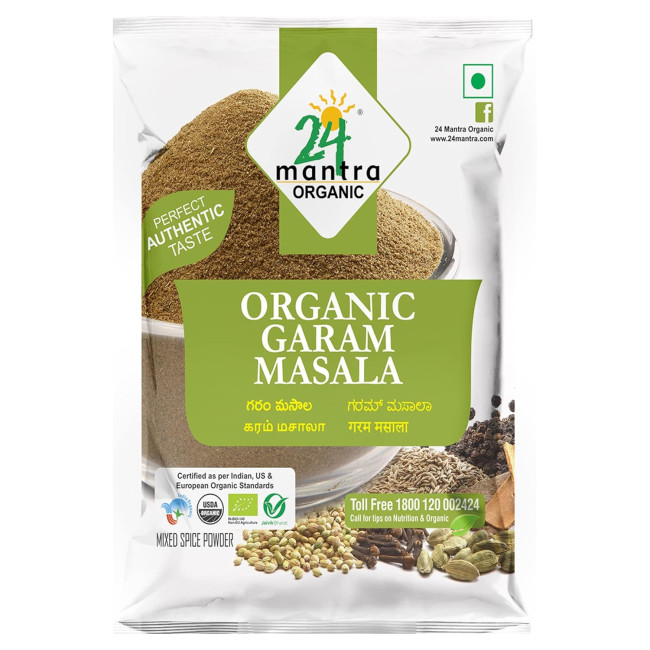 24
mantra®
ORGANIC
24 Mantra Organic
www.24mantra.com
PERFECT
AUTHENTIC
TASTE
ORGANIC
GARAM
MASALA
గరం మసాల
ಗರಮ್ ಮಸಾಲಾ
கரம் மசாலா
गरम मसाला
Certified as per Indian, US &
European Organic Standards
USDA
ORGANIC
Jaivik Bharat
MIXED SPICE POWDER
Toll Free 1800 120 002424
Call for tips on Nutrition & Organic